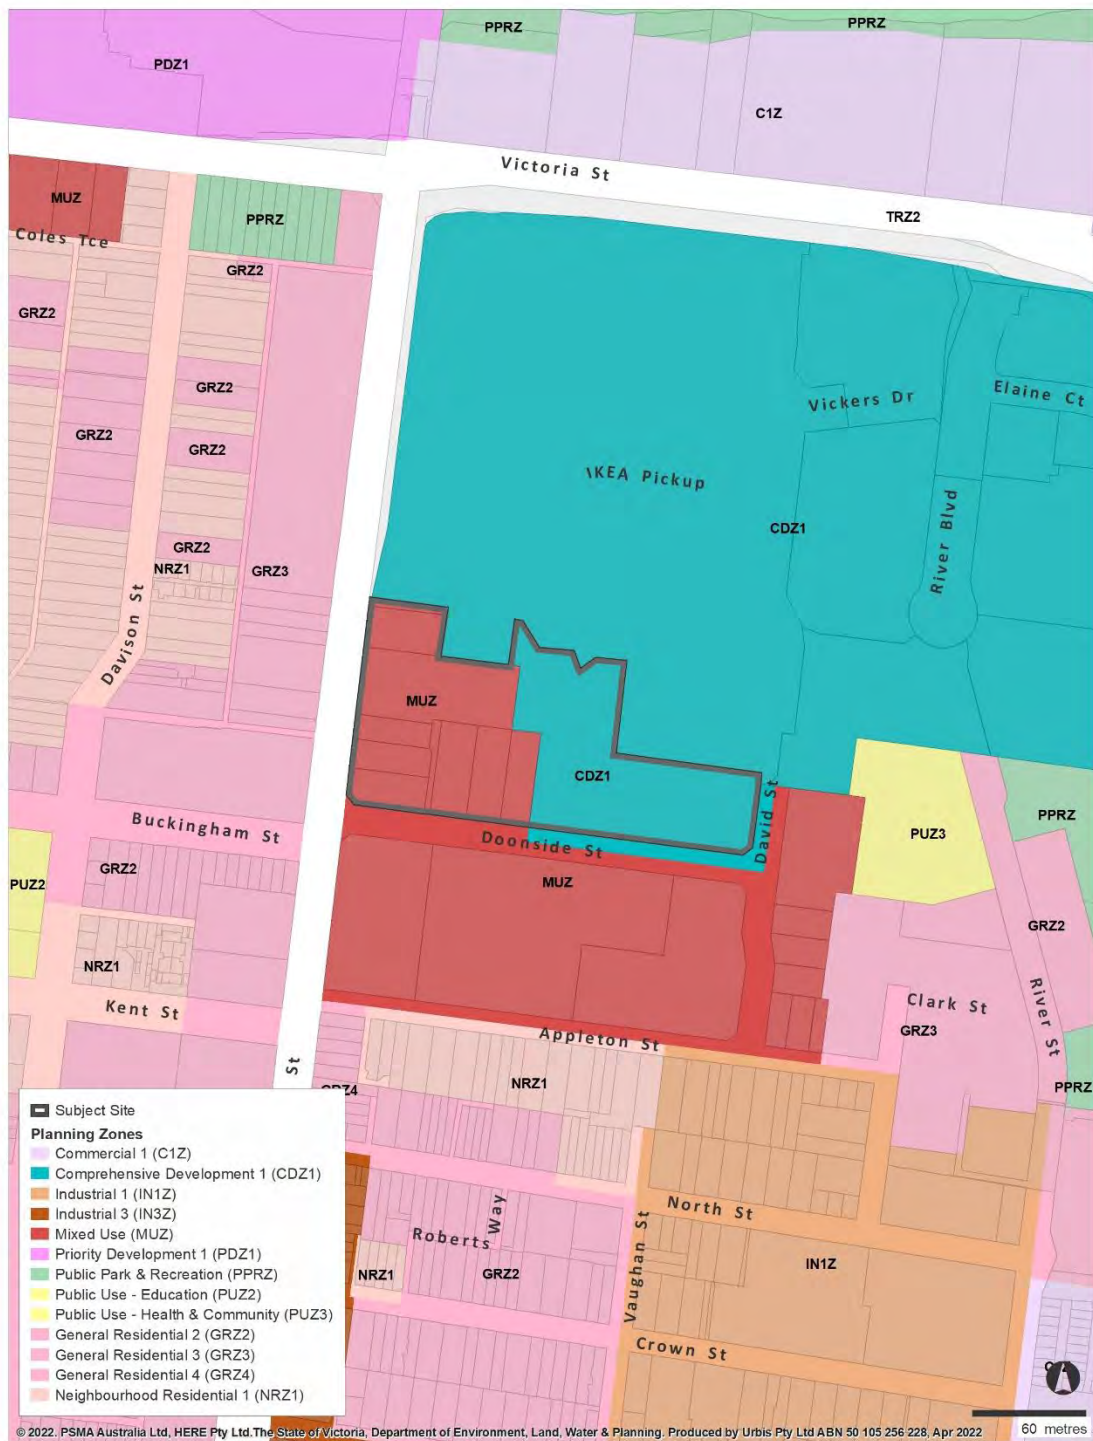 PPRZ
PPRZ
PDZ1
C1Z
Victoria St
MUZ
PPRZ
TRZ2
Coles Tce
GRZ2
GRZ2
GRZ2
Vickers Dr
Elaine Ct
GRZ2
GRZ2
IKEA Pickup
River Blvd
CDZ1
GRZ2
NRZ1
GRZ3
Davison St
MUZ
CDZ1
David St
PPRZ
Buckingham St
Doonside St
PUZ3
GRZ2
PUZ2
MUZ
GRZ2
NRZ1
Kent St
Clark St
River St
GRZ3
Appleton St
St
GRZ4
NRZ1
PPRZ
Subject Site
Planning Zones
Commercial 1 (C1Z)
Comprehensive Development 1 (CDZ1)
Industrial 1 (IN1Z)
Industrial 3 (IN3Z)
Mixed Use (MUZ)
Priority Development 1 (PDZ1)
Public Park & Recreation (PPRZ)
Public Use - Education (PUZ2)
Public Use - Health & Community (PUZ3)
General Residential 2 (GRZ2)
General Residential 3 (GRZ3)
General Residential 4 (GRZ4)
Neighbourhood Residential 1 (NRZ1)
Roberts Way
North St
Vaughan St
NRZ1
GRZ2
IN1Z
Crown St
60 metres
© 2022. PSMA Australia Ltd, HERE Pty Ltd.The State of Victoria, Department of Environment, Land, Water & Planning. Produced by Urbis Pty Ltd ABN 50 105 256 228, Apr 2022